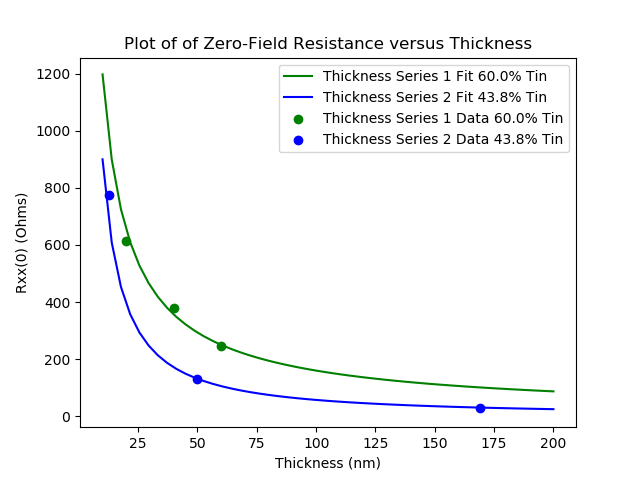 Plot of of Zero-Field Resistance versus Thickness
Thickness Series 1 Fit 60.0% Tin
Thickness Series 2 Fit 43.8% Tin
Thickness Series 1 Data 60.0% Tin
Thickness Series 2 Data 43.8% Tin
Rxx(0) (Ohms)
1200
1000
800
600
400
200
0
25 50 75 100 125 150 175 200
Thickness (nm)